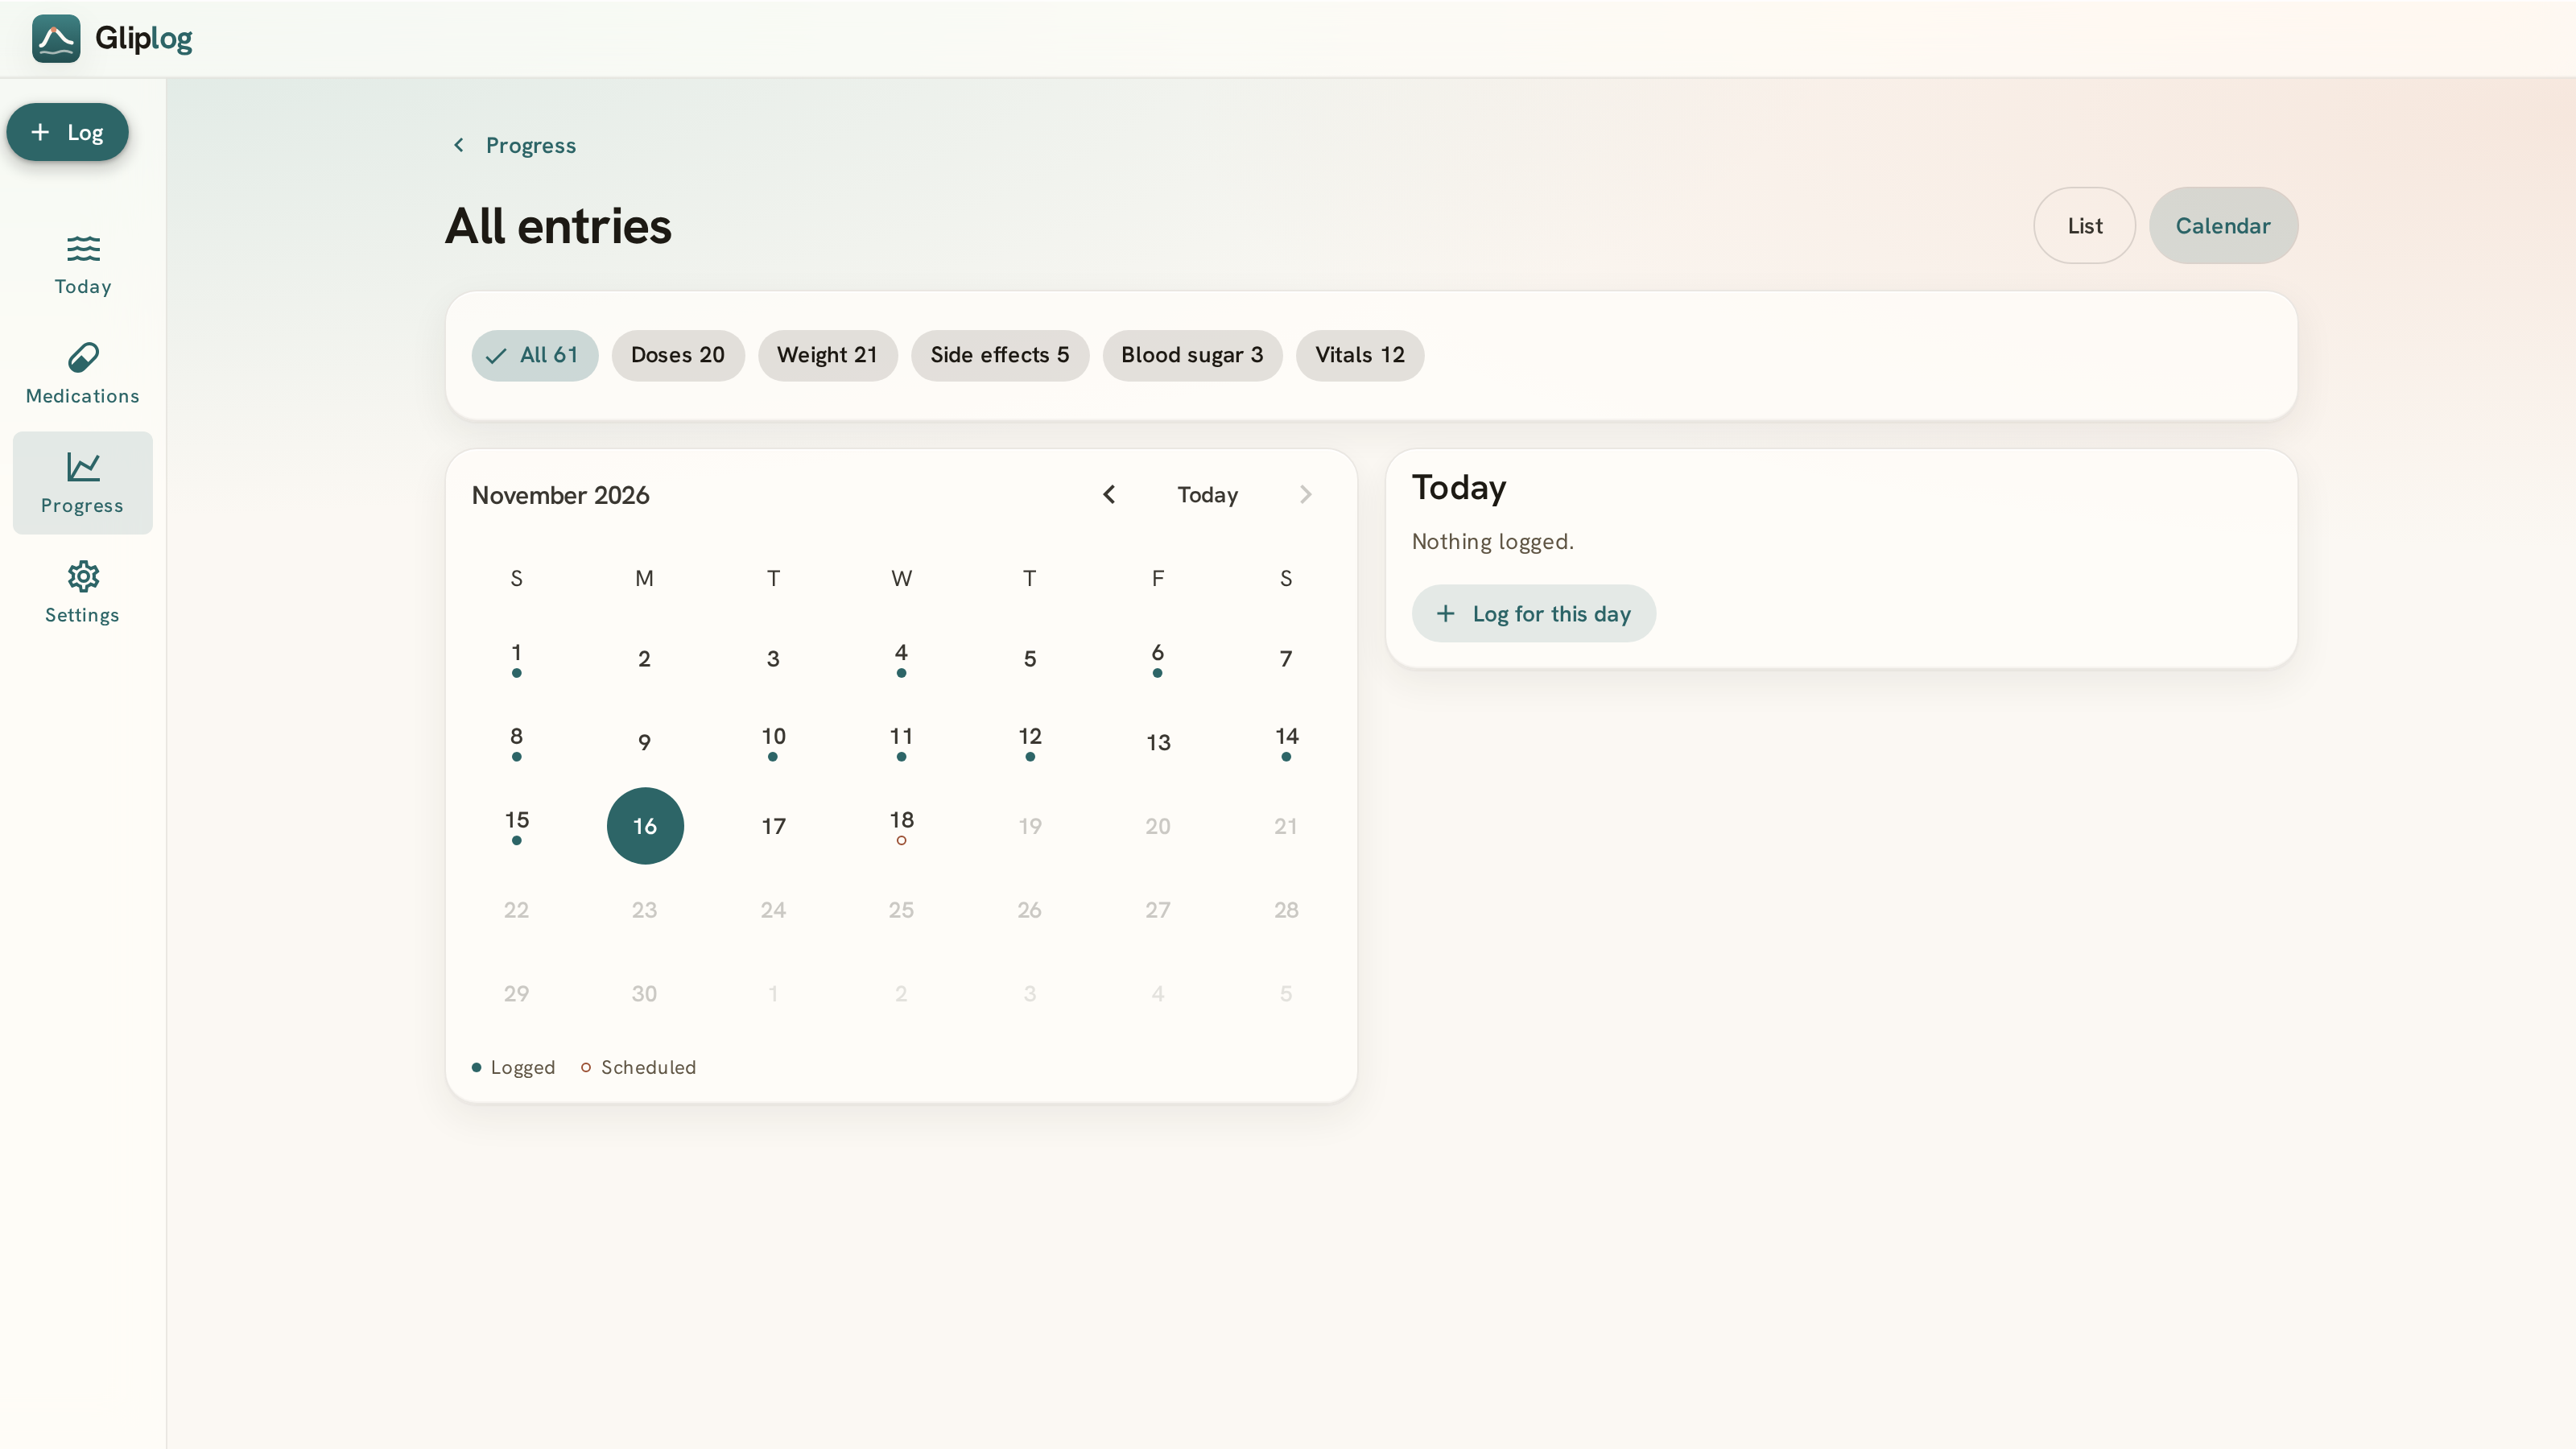 Gliplog
Log
Today
Medications
Progress
Settings
Progress
All entries
List
Calendar
All 61
Doses 20
Weight 21
Side effects 5
Blood sugar 3
Vitals 12
November 2026
Today
S M T W T F S
1 2 3 4 5 6 7
8 9 10 11 12 13 14
15 16 17 18 19 20 21
22 23 24 25 26 27 28
29 30 1 2 3 4 5
Logged
Scheduled
Today
Nothing logged.
Log for this day